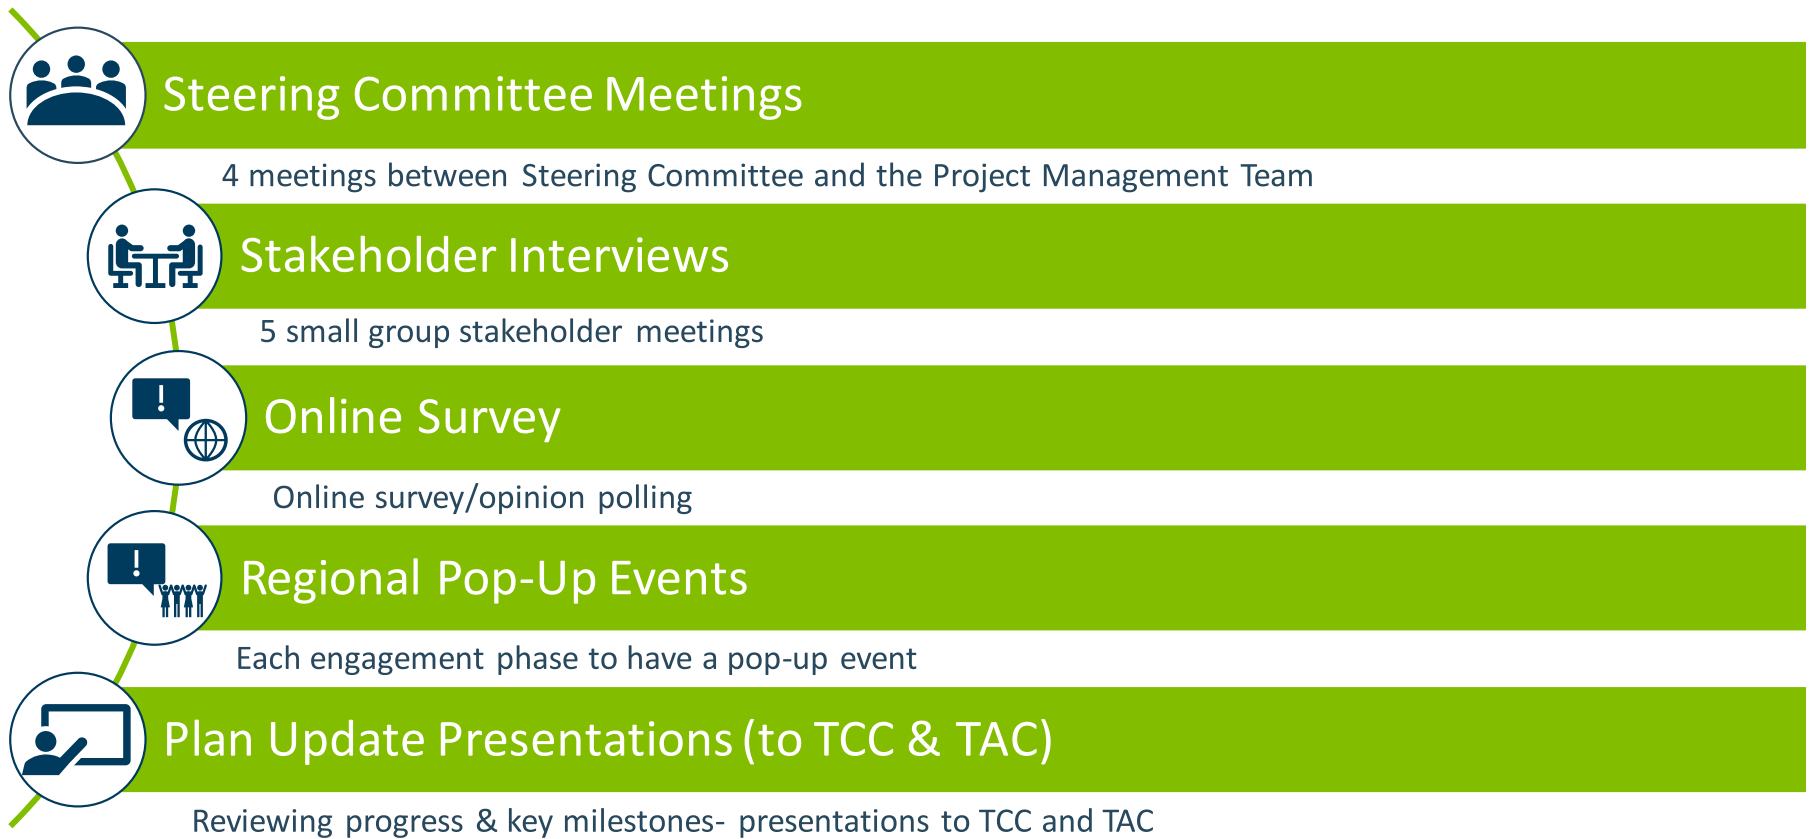 Steering Committee Meetings
4 meetings between Steering Committee and the Project Management Team
Stakeholder Interviews
5 small group stakeholder meetings
!
Online Survey
Online survey/opinion polling
!
Regional Pop-Up Events
Each engagement phase to have a pop-up event
Plan Update Presentations (to TCC & TAC)
Reviewing progress & key milestones- presentations to TCC and TAC